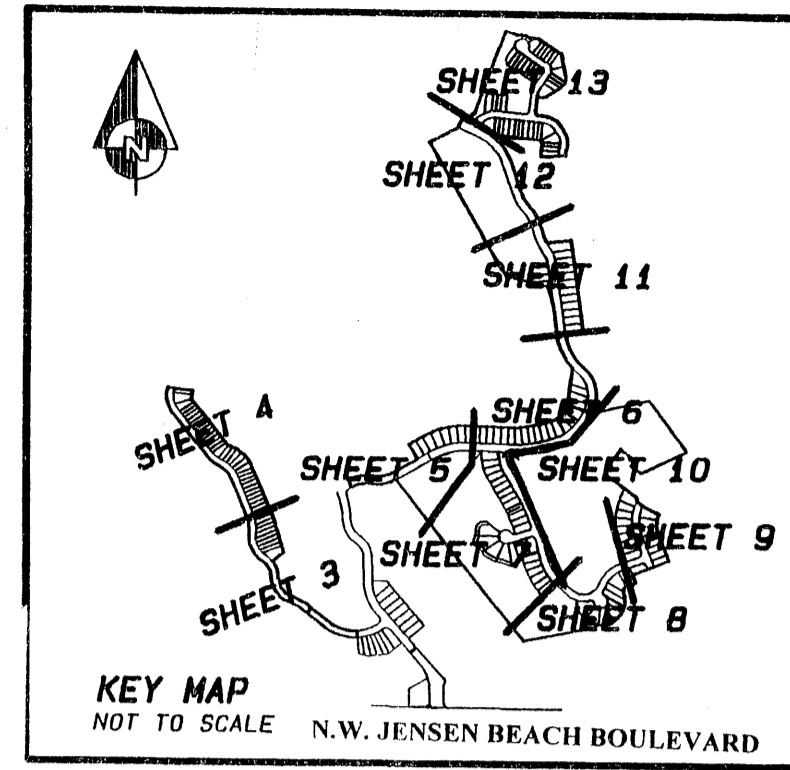 SHEET 13
N
SHEET 12
SHEET 11
SHEET 4
SHEET 6
SHEET 5
SHEET 10
SHEET
SHEET 9
SHEET 3
SHEET 8
KEY MAP
NOT TO SCALE
N.W. JENSEN BEACH BOULEVARD